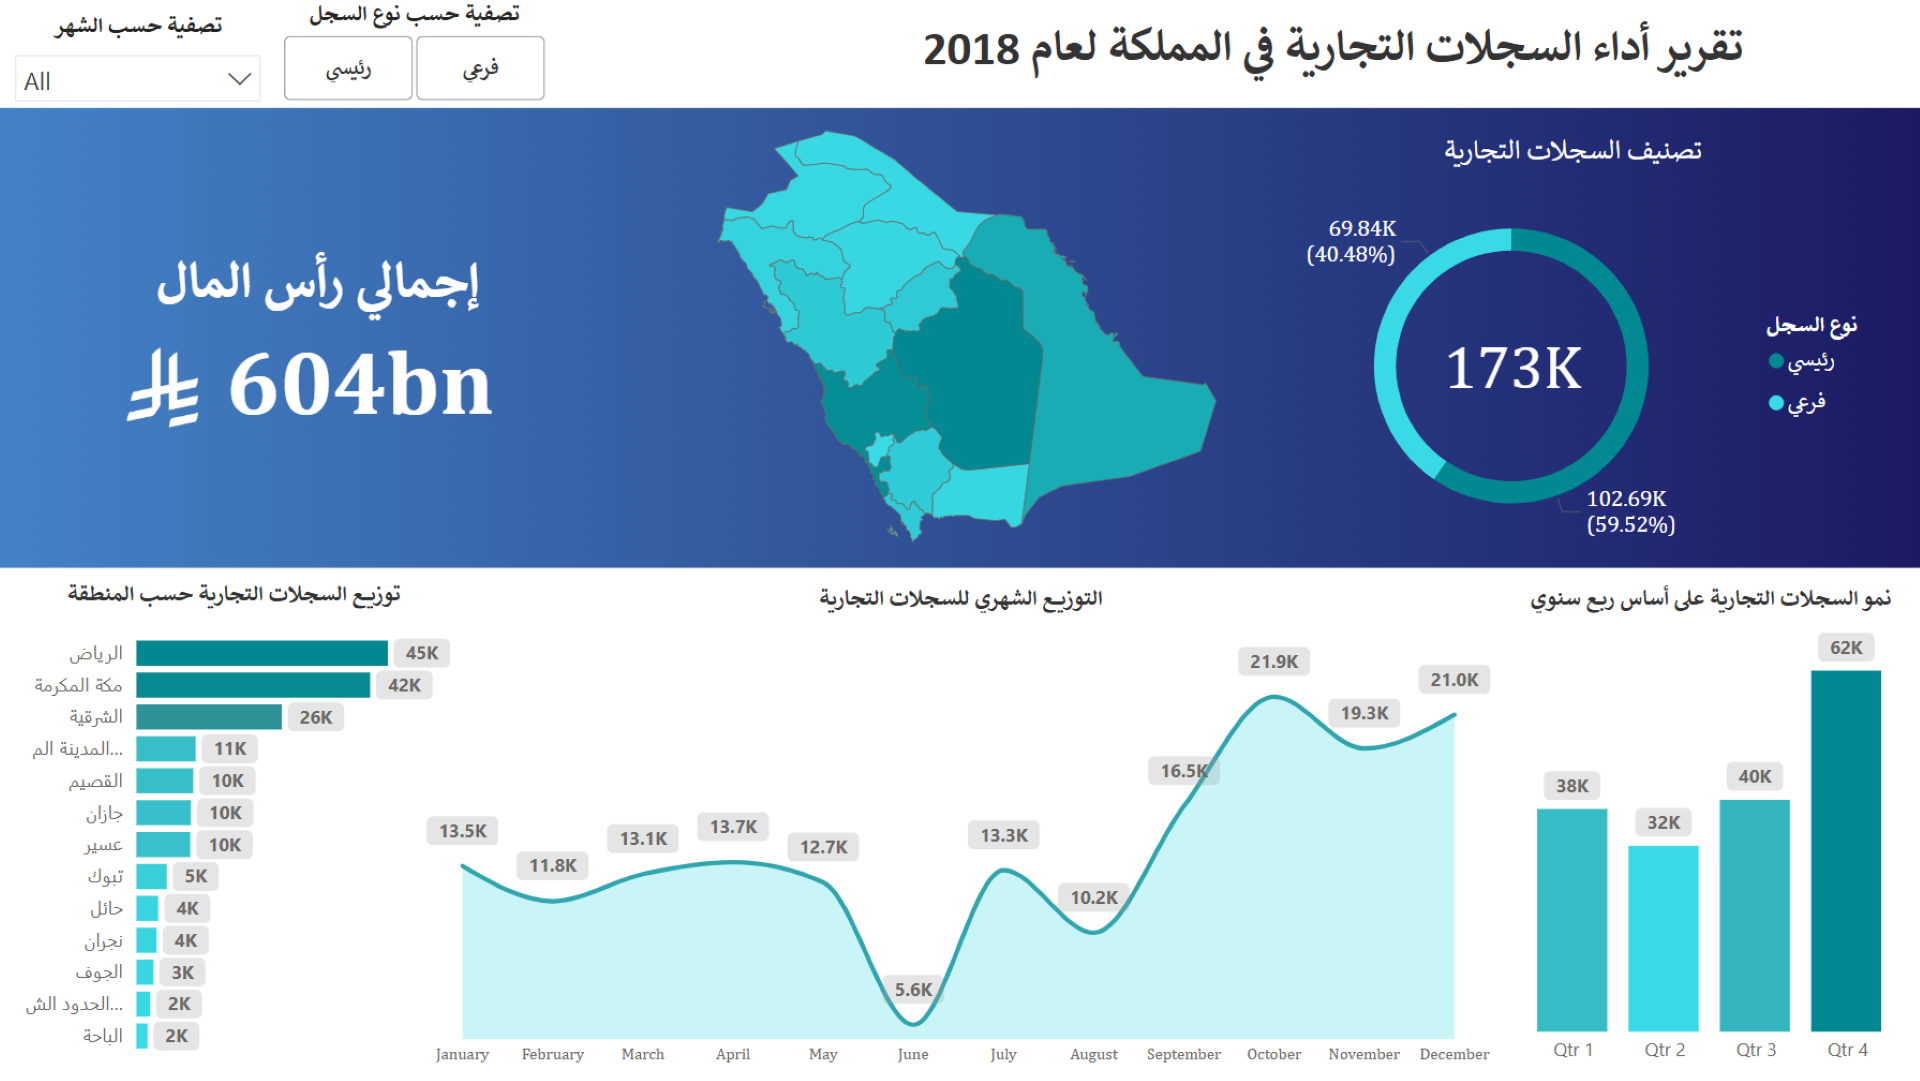 تقرير أداء السجلات التجارية في المملكة لعام 2018
تصفية حسب نوع السجل
فرعي
رئيسي
تصفية حسب الشهر
All
تصنيف السجلات التجارية
69.84K
(40.48%)
173K
102.69K
(59.52%)
نوع السجل
رئيسي
فرعي
إجمالي رأس المال
604bn
نمو السجلات التجارية على أساس ربع سنوي
38K
32K
40K
62K
Qtr 1
Qtr 2
Qtr 3
Qtr 4
التوزيع الشهري للسجلات التجارية
13.5K
11.8K
13.1K
13.7K
12.7K
5.6K
13.3K
10.2K
16.5K
21.9K
19.3K
21.0K
January
February
March
April
May
June
July
August
September
October
November
December
توزيع السجلات التجارية حسب المنطقة
الرياض 45K
مكة المكرمة 42K
الشرقية 26K
المدينة الم... 11K
القصيم 10K
جازان 10K
عسير 10K
تبوك 5K
حائل 4K
نجران 4K
الجوف 3K
الحدود الش... 2K
الباحة 2K